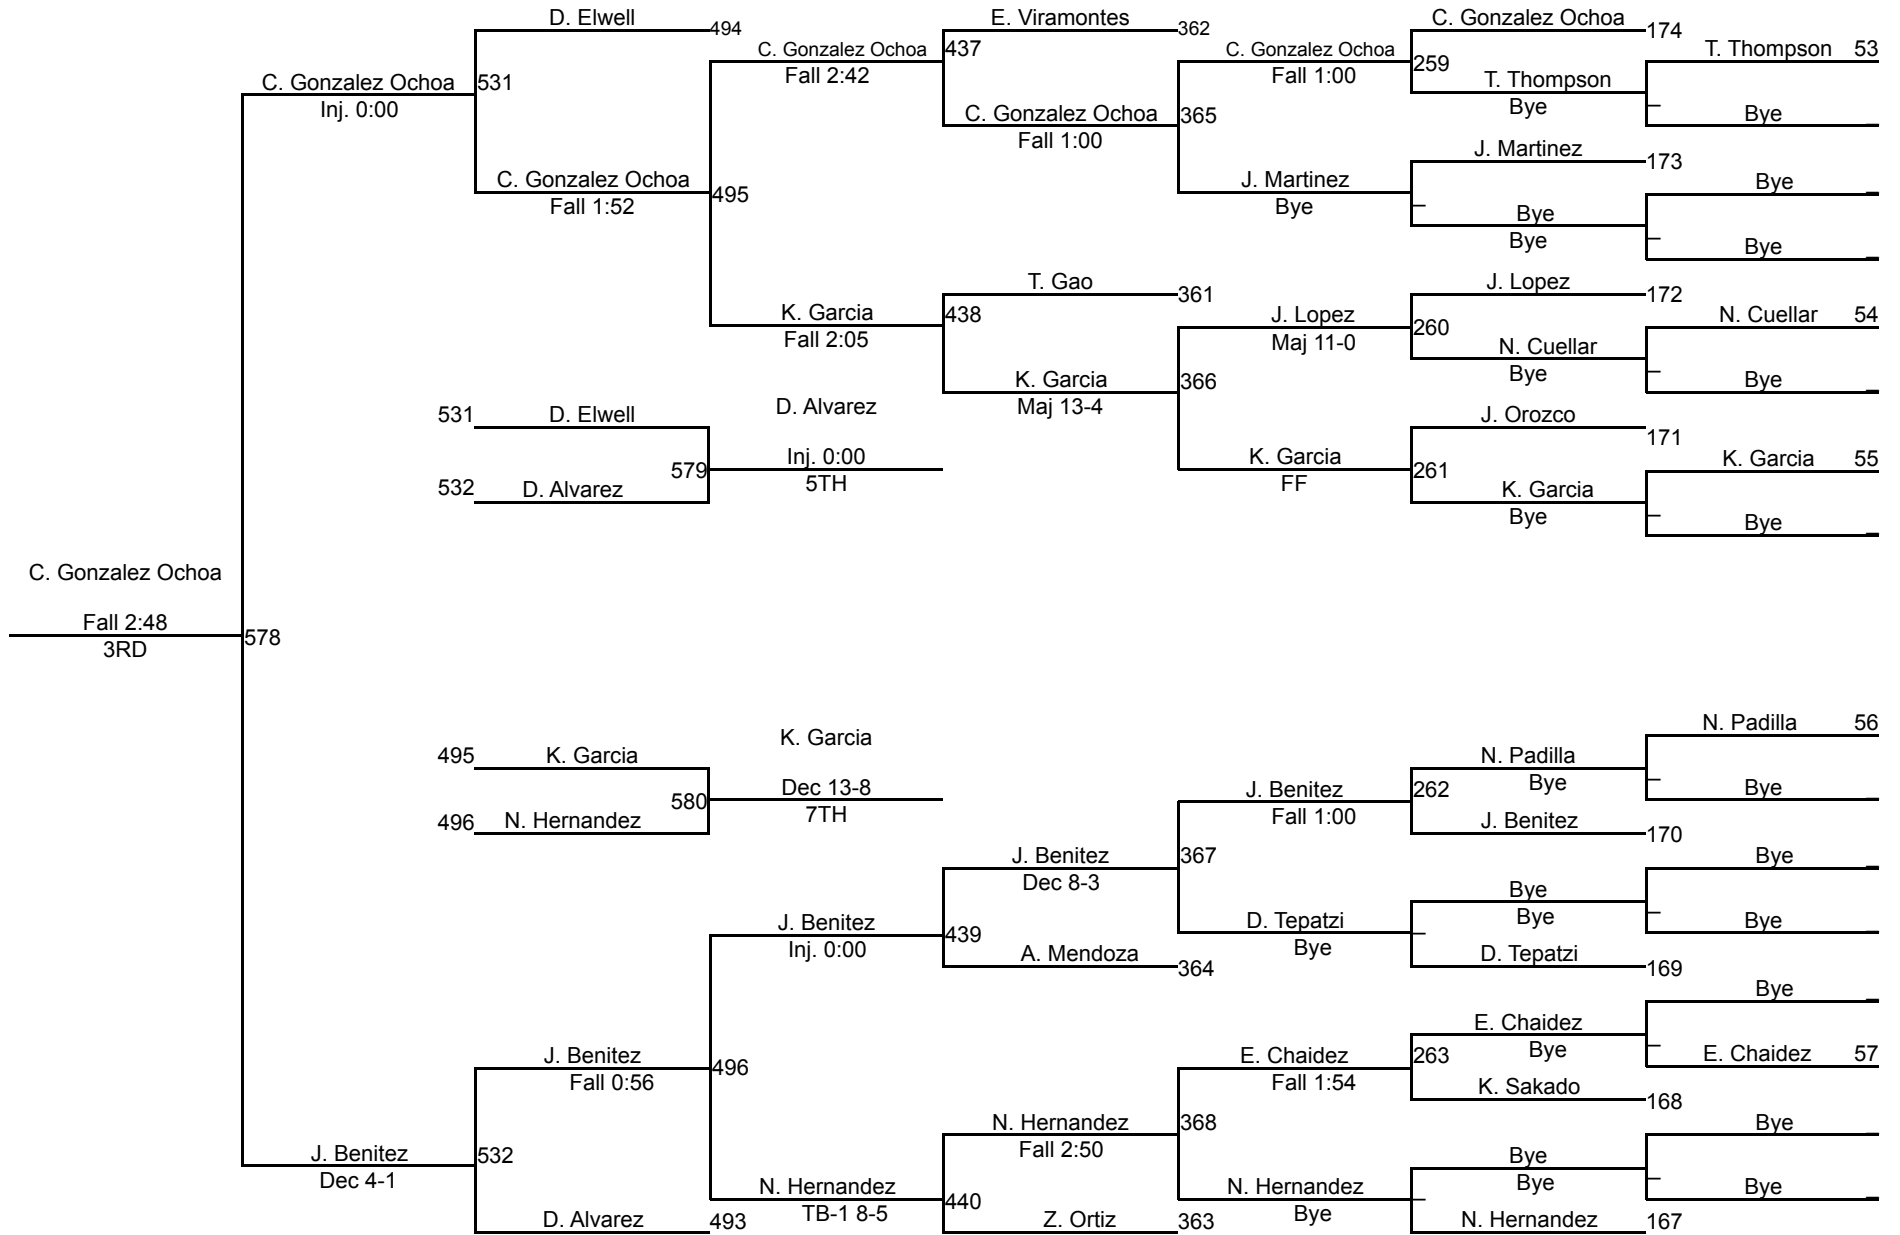 D. Elwell
494
E. Viramontes
362
C. Gonzalez Ochoa
174
C. Gonzalez Ochoa
437
Fall 2:42
C. Gonzalez Ochoa
259
Fall 1:00
T. Thompson 53
C. Gonzalez Ochoa
531
Inj. 0:00
T. Thompson
Bye
Bye
C. Gonzalez Ochoa
365
Fall 1:00
J. Martinez
173
C. Gonzalez Ochoa
495
Fall 1:52
J. Martinez
Bye
Bye
Bye
Bye
Bye
T. Gao
361
J. Lopez
172
K. Garcia
438
Fall 2:05
J. Lopez
260
Maj 11-0
N. Cuellar 54
N. Cuellar
Bye
Bye
K. Garcia
366
Maj 13-4
531
D. Elwell
D. Alvarez
J. Orozco
171
579
Inj. 0:00
5TH
K. Garcia
261
FF
K. Garcia 55
532
D. Alvarez
K. Garcia
Bye
Bye
C. Gonzalez Ochoa
Fall 2:48
578
3RD
N. Padilla 56
495
K. Garcia
K. Garcia
N. Padilla
Bye
Bye
580
Dec 13-8
7TH
J. Benitez
262
Fall 1:00
496
N. Hernandez
J. Benitez
170
J. Benitez
367
Dec 8-3
Bye
Bye
Bye
J. Benitez
439
Inj. 0:00
D. Tepatzi
Bye
Bye
A. Mendoza
364
D. Tepatzi
169
Bye
E. Chaidez
Bye
J. Benitez
496
Fall 0:56
E. Chaidez
263
Fall 1:54
E. Chaidez 57
K. Sakado
168
N. Hernandez
368
Fall 2:50
Bye
J. Benitez
532
Dec 4-1
Bye
Bye
N. Hernandez
440
TB-1 8-5
N. Hernandez
Bye
Bye
D. Alvarez
493
Z. Ortiz
363
N. Hernandez
167